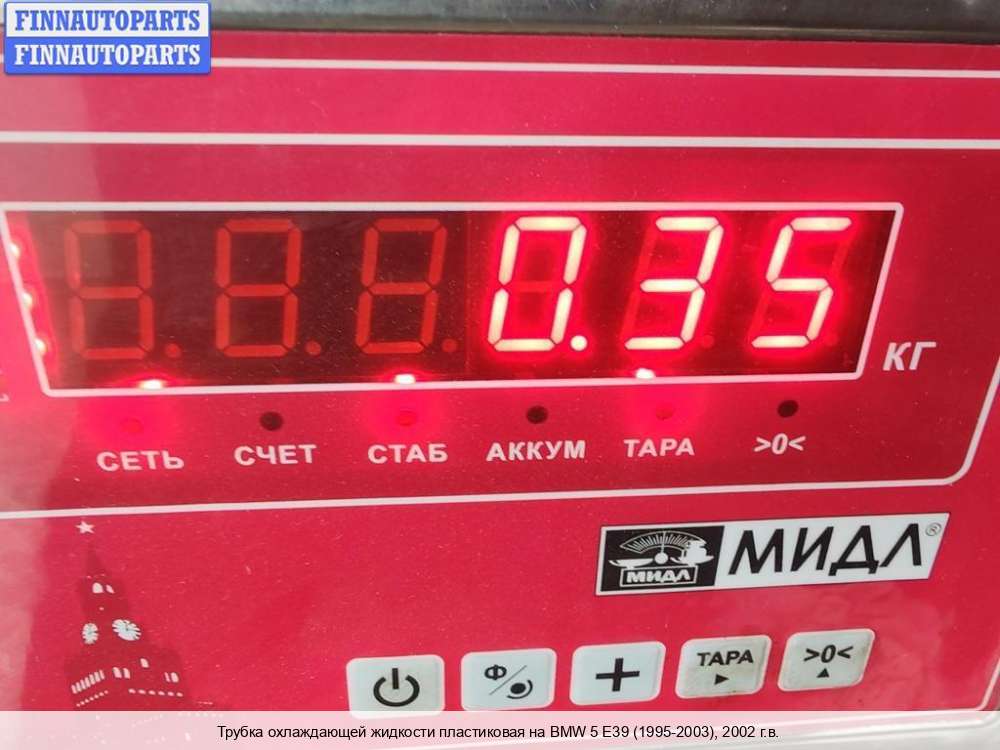 FINNAUTOPARTS
FINNAUTOPARTS
0.35
КГ
СЕТЬ СЧЕТ СТАБ АККУМ ТАРА >0<
МИДЛ МИДЛ®
Ф ТАРА >0<
Трубка охлаждающей жидкости пластиковая на BMW 5 E39 (1995-2003), 2002 г.в.